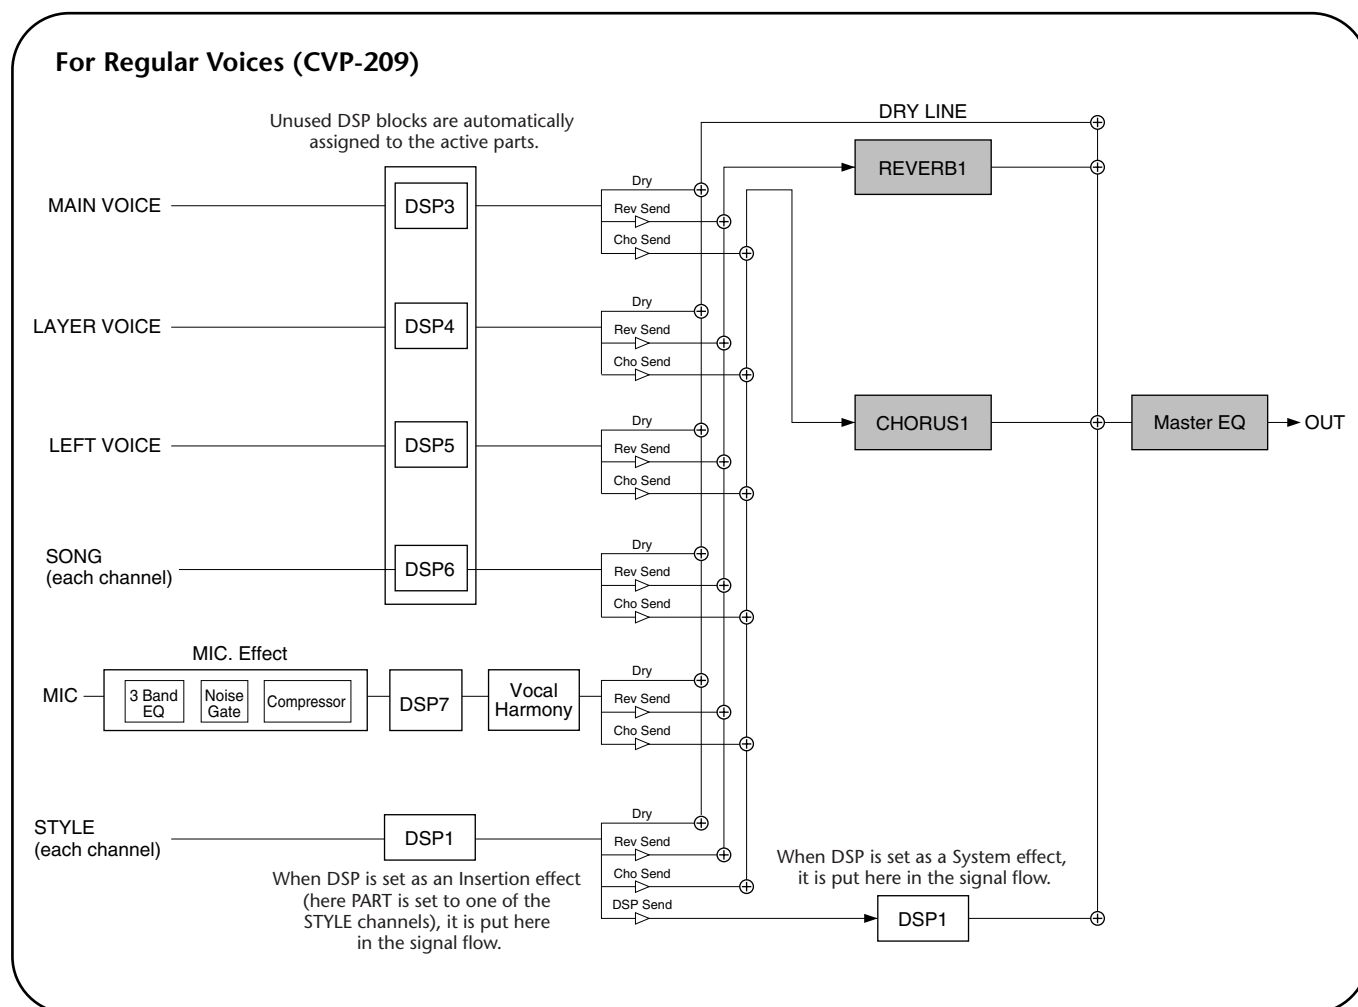 For Regular Voices (CVP-209)
Unused DSP blocks are automatically
assigned to the active parts.
DRY LINE
REVERB1
MAIN VOICE
DSP3
Dry
Rev Send
Cho Send
LAYER VOICE
DSP4
Dry
Rev Send
Cho Send
CHORUS1
Master EQ
OUT
LEFT VOICE
DSP5
Dry
Rev Send
Cho Send
SONG
(each channel)
DSP6
Dry
Rev Send
Cho Send
MIC. Effect
MIC
3 Band
EQ
Noise
Gate
Compressor
DSP7
Vocal
Harmony
Dry
Rev Send
Cho Send
STYLE
(each channel)
DSP1
Dry
Rev Send
Cho Send
DSP Send
When DSP is set as an Insertion effect
(here PART is set to one of the
STYLE channels), it is put here
in the signal flow.
When DSP is set as a System effect,
it is put here in the signal flow.
DSP1